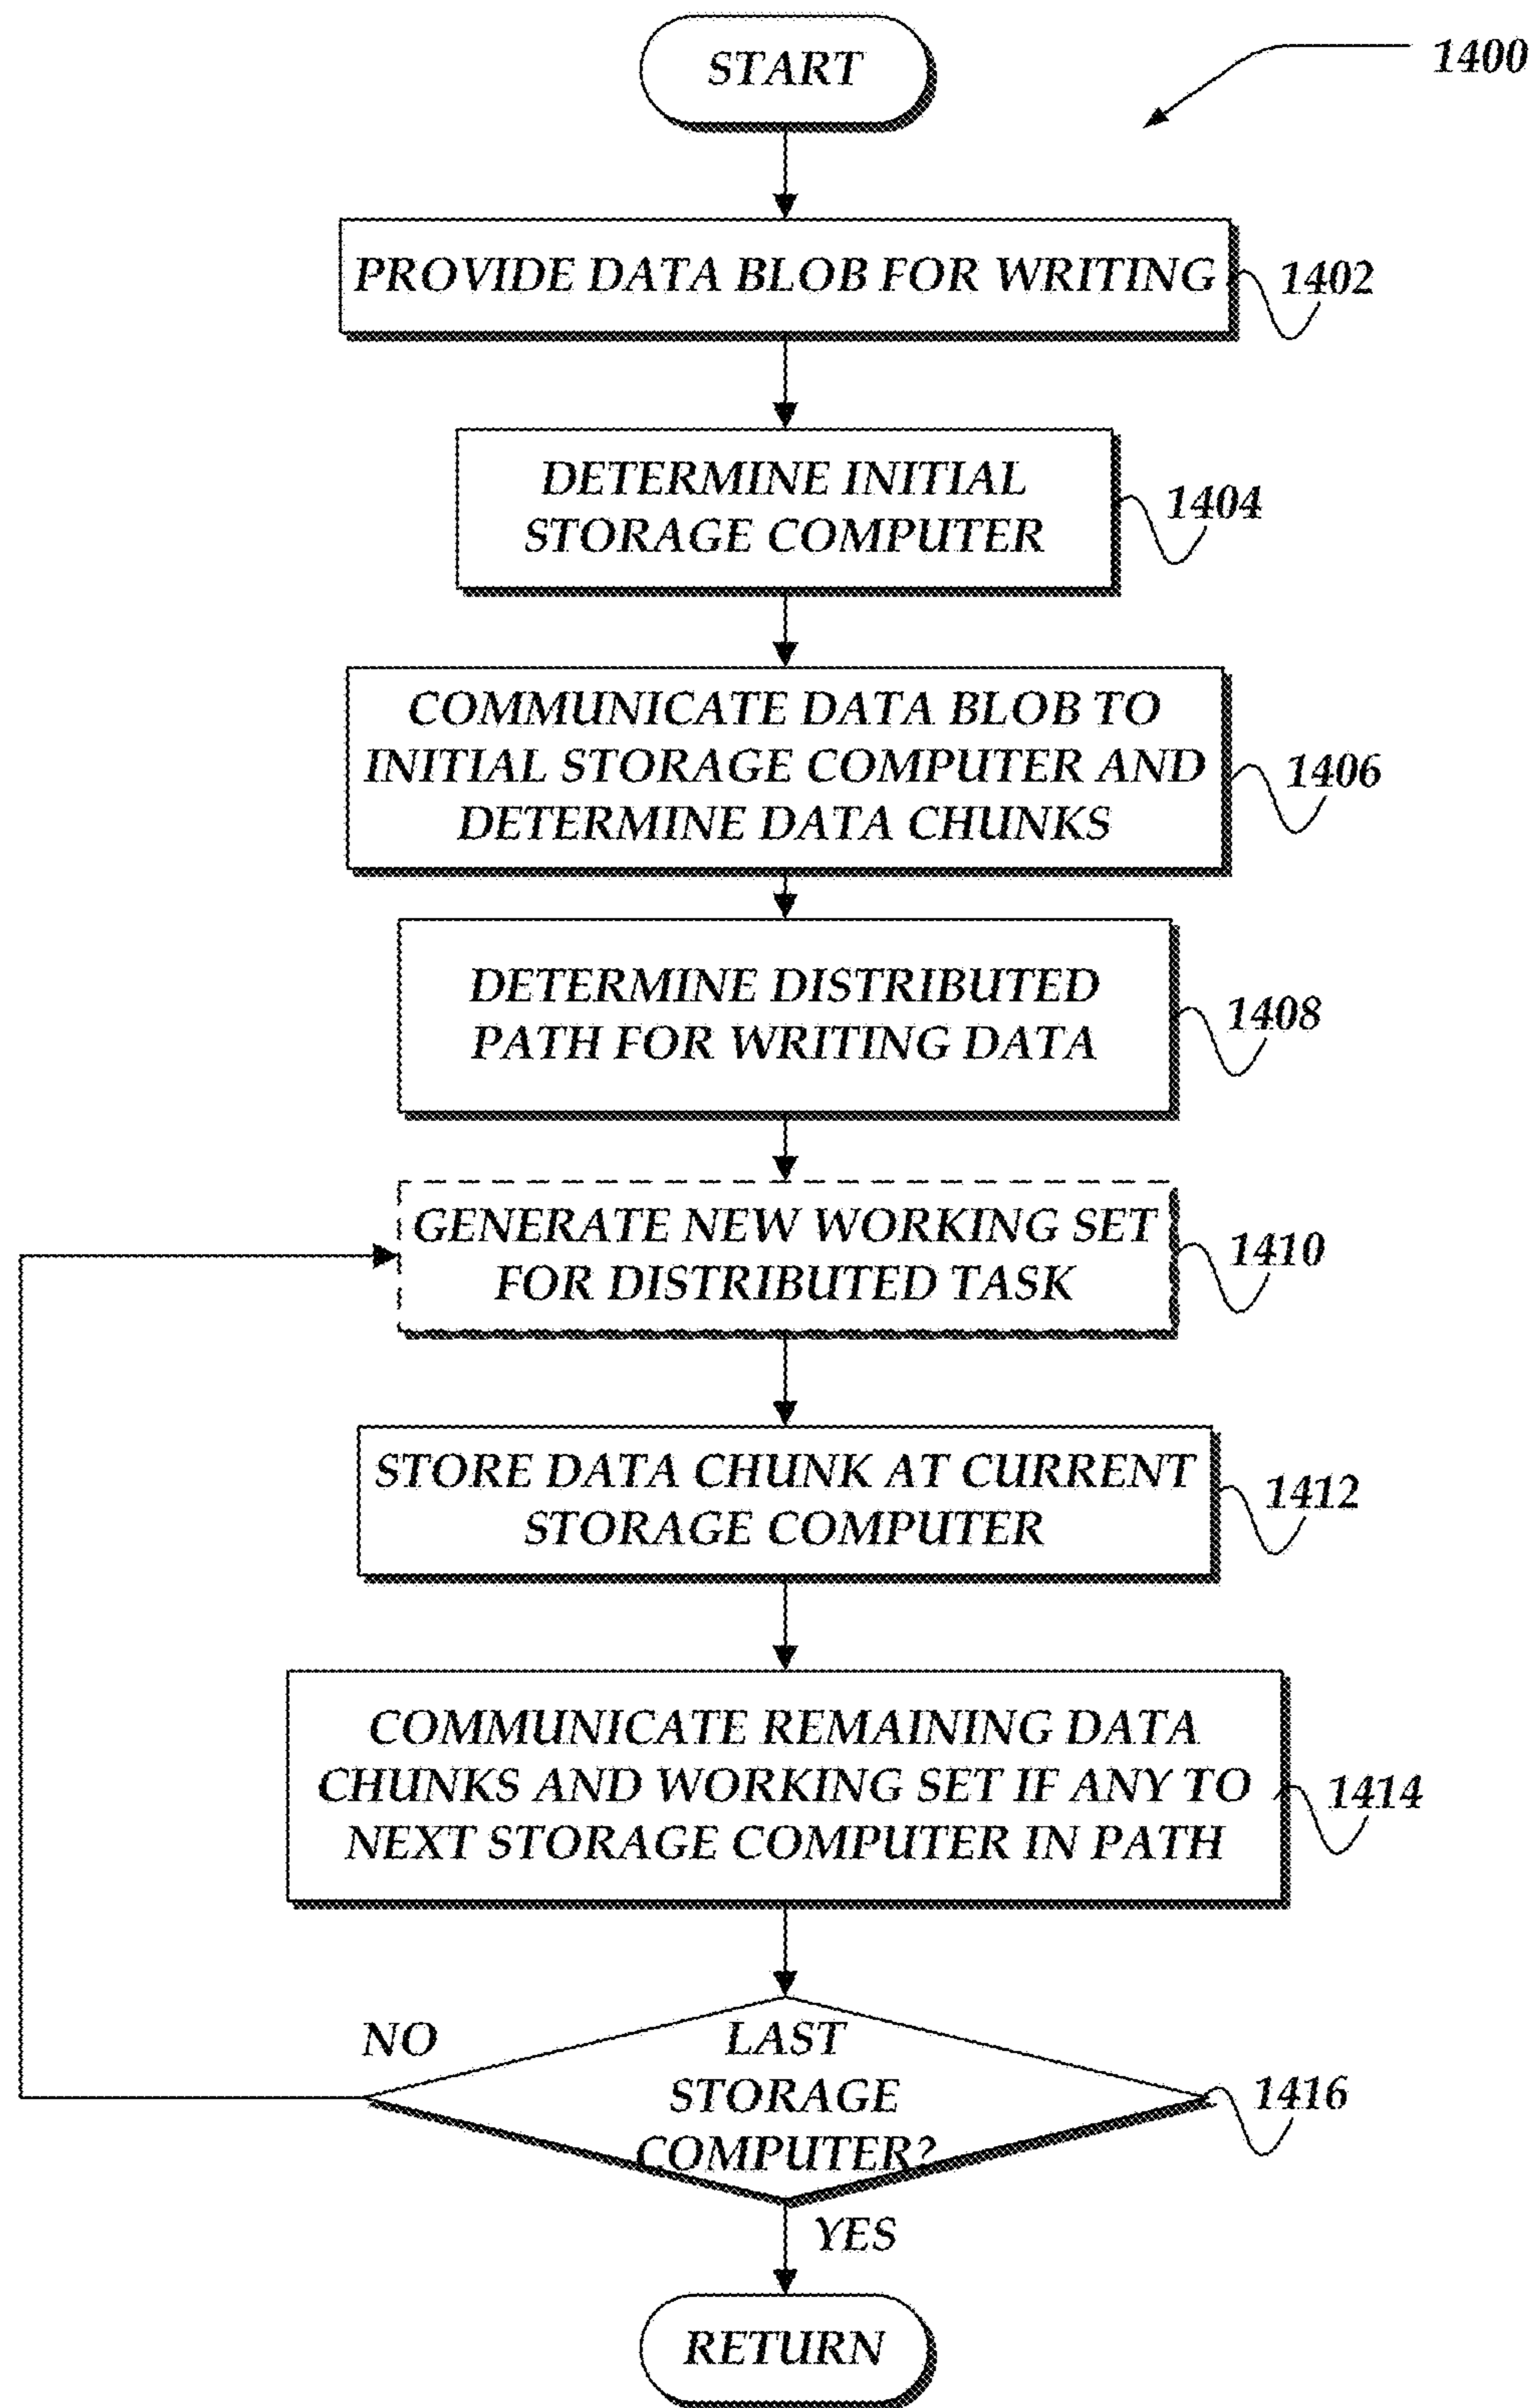 START
1400
PROVIDE DATA BLOB FOR WRITING
1402
DETERMINE INITIAL
STORAGE COMPUTER
1404
COMMUNICATE DATA BLOB TO
INITIAL STORAGE COMPUTER AND
DETERMINE DATA CHUNKS
1406
DETERMINE DISTRIBUTED
PATH FOR WRITING DATA
1408
GENERATE NEW WORKING SET
FOR DISTRIBUTED TASK
1410
STORE DATA CHUNK AT CURRENT
STORAGE COMPUTER
1412
COMMUNICATE REMAINING DATA
CHUNKS AND WORKING SET IF ANY TO
NEXT STORAGE COMPUTER IN PATH
1414
NO
LAST
STORAGE
COMPUTER?
1416
YES
RETURN